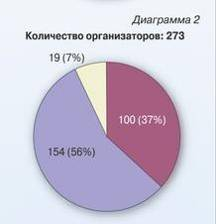 Диаграмма 2
Количество организаторов: 273
19 (7%)
100 (37%)
154 (56%)